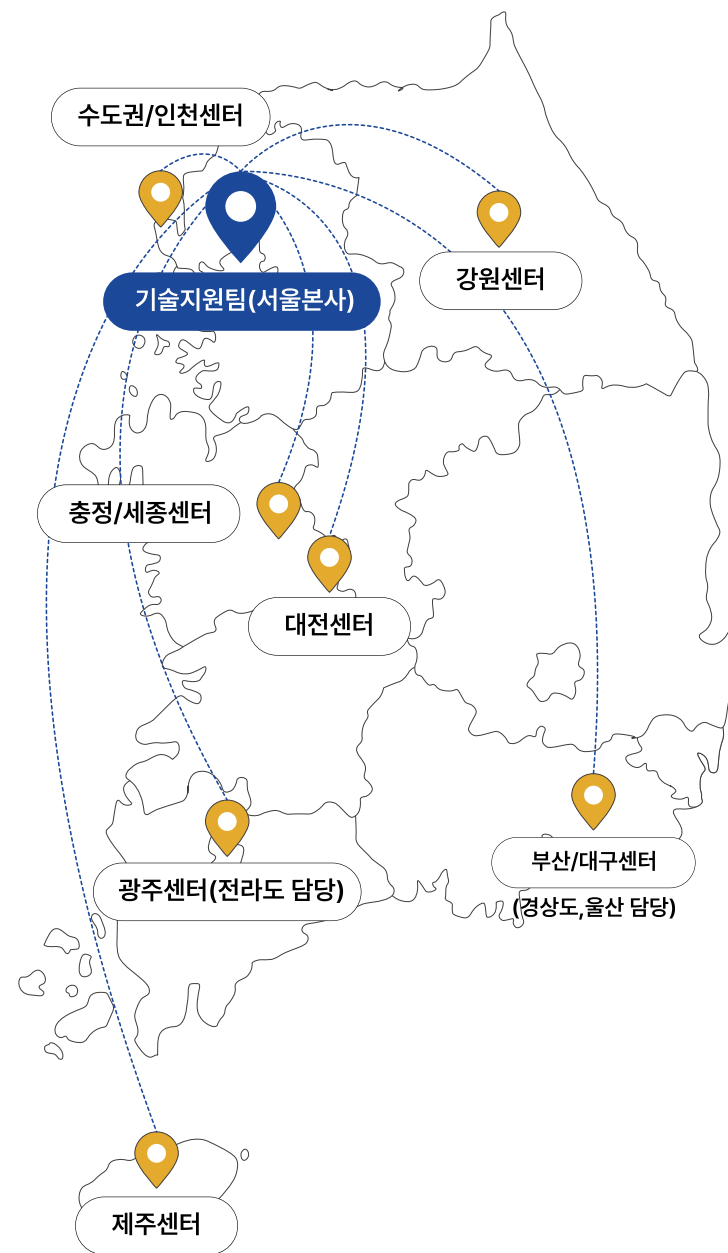 수도권/인천센터
강원센터
기술지원팀(서울본사)
충정/세종센터
대전센터
부산/대구센터
(경상도,울산 담당)
광주센터(전라도 담당)
제주센터